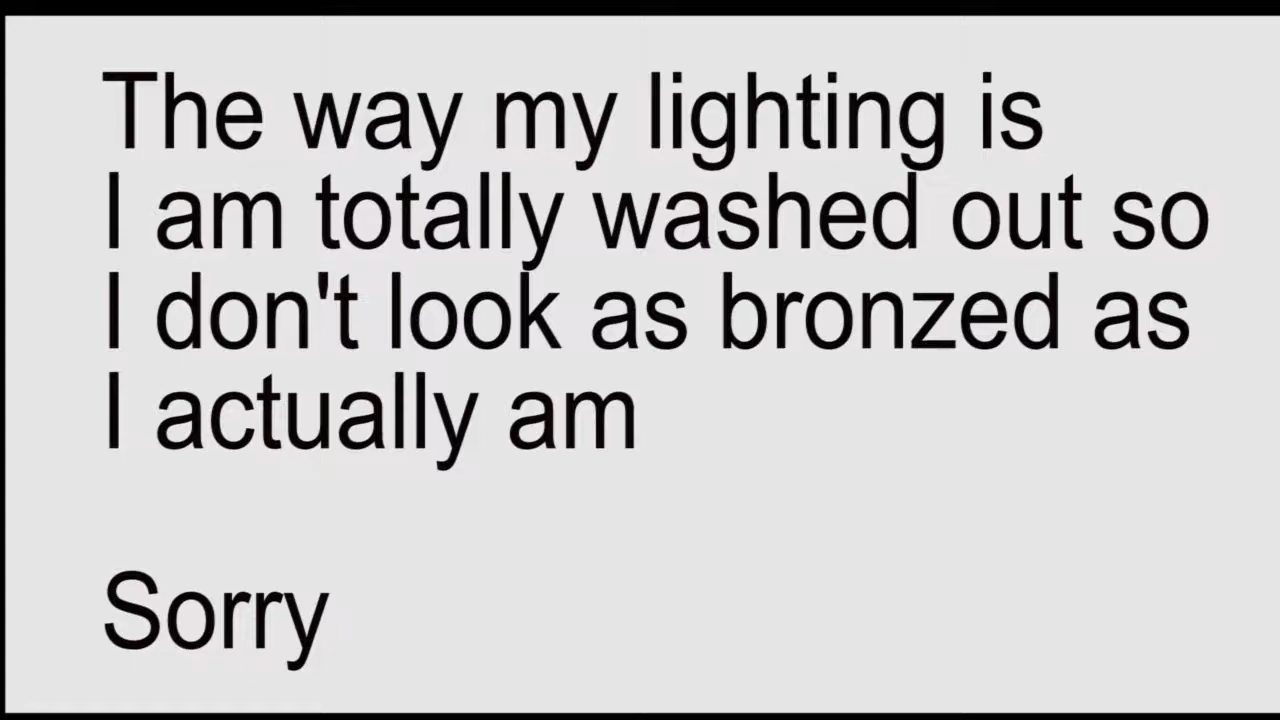 The way my lighting is
I am totally washed out so
I don't look as bronzed as
I actually am
Sorry